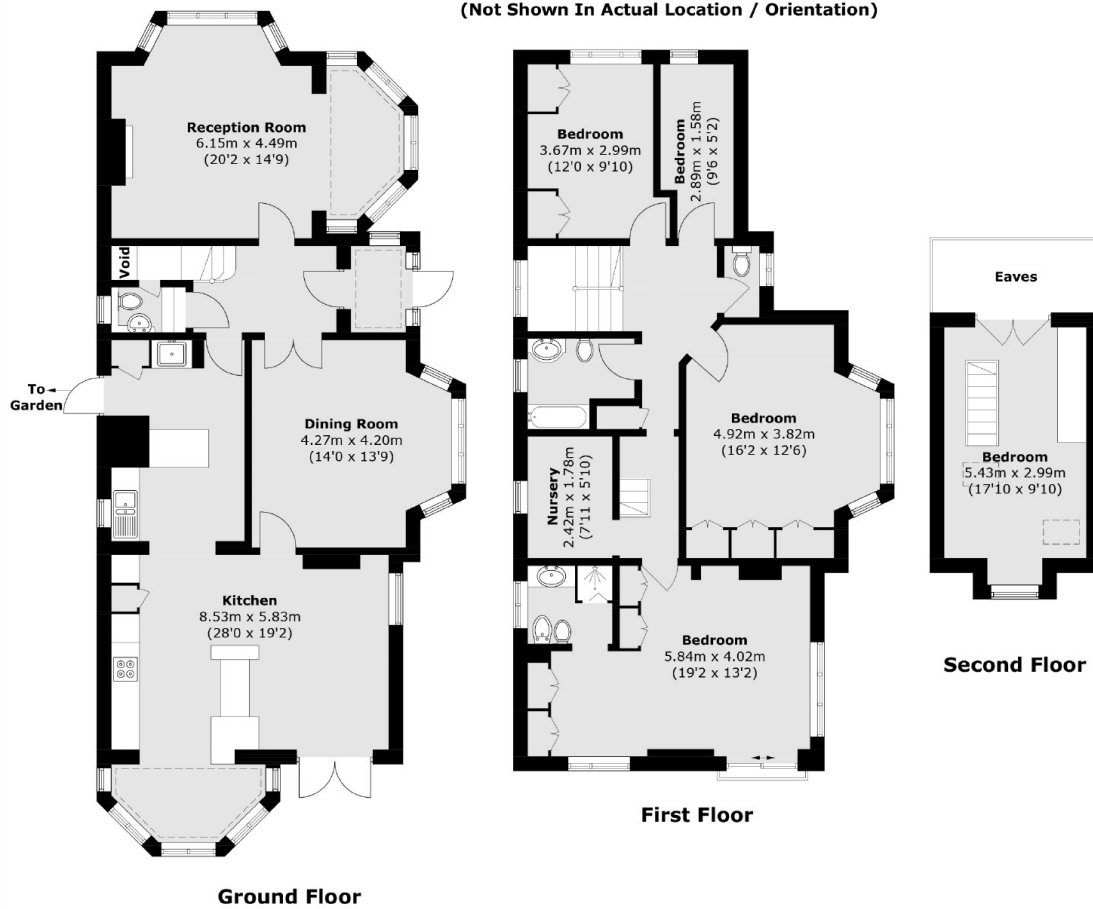 (Not Shown In Actual Location / Orientation)
Reception Room
6.15m x 4.49m
(20'2 x 14'9)
Void
To
Garden
Dining Room
4.27m x 4.20m
(14'0 x 13'9)
Kitchen
8.53m x 5.83m
(28'0 x 19'2)
Ground Floor
Bedroom
3.67m x 2.99m
(12'0 x 9'10)
Bedroom
2.89m x 1.58m
(9'6 x 5'2)
Bedroom
4.92m x 3.82m
(16'2 x 12'6)
Nursery
2.42m x 1.78m
(7'11 x 5'10)
Bedroom
5.84m x 4.02m
(19'2 x 13'2)
First Floor
Eaves
Bedroom
5.43m x 2.99m
(17'10 x 9'10)
Second Floor